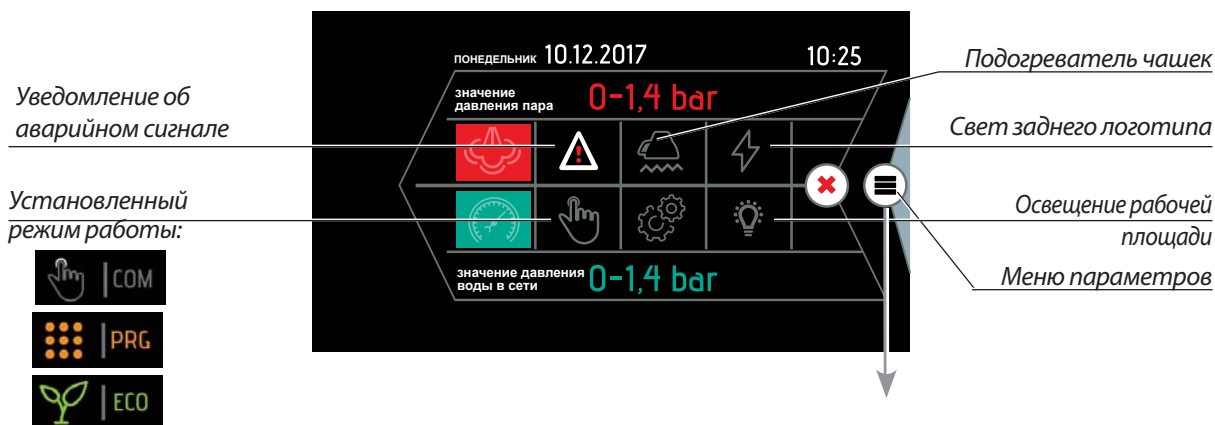 понедельник 10.12.2017 10:25
Подогреватель чашек
Уведомление об
аварийном сигнале
значение
давления пара
0-1,4 bar
Свет заднего логотипа
Установленный
режим работы:
Освещение рабочей
площади
COM
значение давления
воды в сети
0-1,4 bar
Меню параметров
PRG
ECO